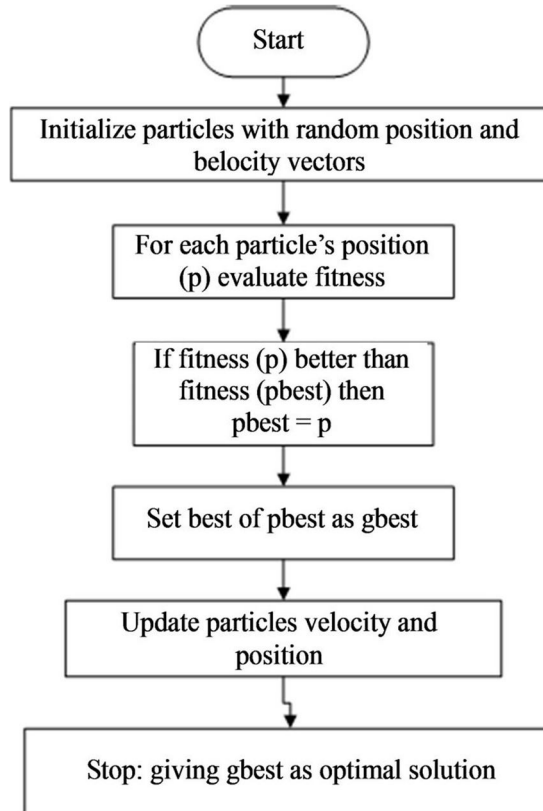 Start
Initialize particles with random position and
belocity vectors
For each particle's position
(p) evaluate fitness
If fitness (p) better than
fitness (pbest) then
pbest = p
Set best of pbest as gbest
Update particles velocity and
position
Stop: giving gbest as optimal solution